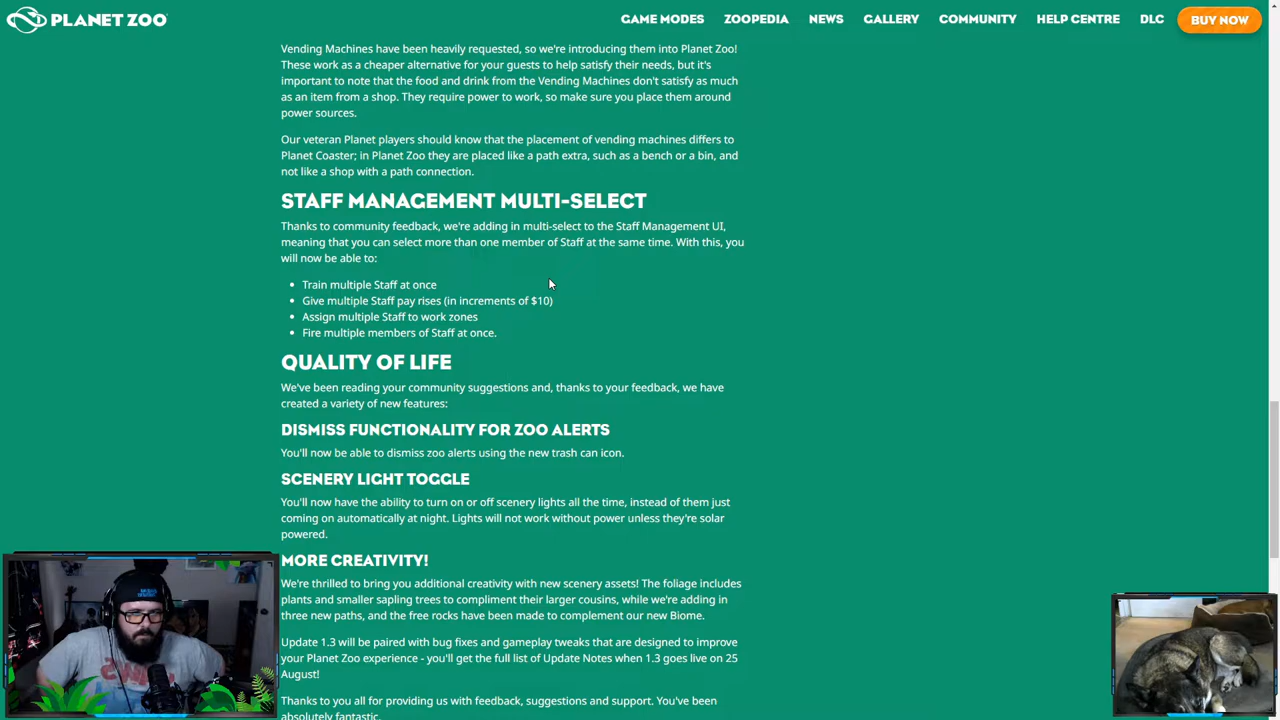 PLANET ZOO
GAME MODES
ZOOPEDIA
NEWS
GALLERY
COMMUNITY
HELP CENTRE
DLC
BUY NOW
Vending Machines have been heavily requested, so we're introducing them into Planet Zoo!
These work as a cheaper alternative for your guests to help satisfy their needs, but it's
important to note that the food and drink from the Vending Machines don't satisfy as much
as an item from a shop. They require power to work, so make sure you place them around
power sources.
Our veteran Planet players should know that the placement of vending machines differs to
Planet Coaster; in Planet Zoo they are placed like a path extra, such as a bench or a bin, and
not like a shop with a path connection.
STAFF MANAGEMENT MULTI-SELECT
Thanks to community feedback, we're adding in multi-select to the Staff Management UI,
meaning that you can select more than one member of Staff at the same time. With this, you
will now be able to:
• Train multiple Staff at once
• Give multiple Staff pay rises (in increments of $10)
• Assign multiple Staff to work zones
• Fire multiple members of Staff at once.
QUALITY OF LIFE
We've been reading your community suggestions and, thanks to your feedback, we have
created a variety of new features:
DISMISS FUNCTIONALITY FOR ZOO ALERTS
You'll now be able to dismiss zoo alerts using the new trash can icon.
SCENERY LIGHT TOGGLE
You'll now have the ability to turn on or off scenery lights all the time, instead of them just
coming on automatically at night. Lights will not work without power unless they're solar
powered.
MORE CREATIVITY!
We're thrilled to bring you additional creativity with new scenery assets! The foliage includes
plants and smaller sapling trees to compliment their larger cousins, while we're adding in
three new paths, and the free rocks have been made to complement our new Biome.
Update 1.3 will be paired with bug fixes and gameplay tweaks that are designed to improve
your Planet Zoo experience - you'll get the full list of Update Notes when 1.3 goes live on 25
August!
Thanks to you all for providing us with feedback, suggestions and support. You've been
absolutely fantastic.